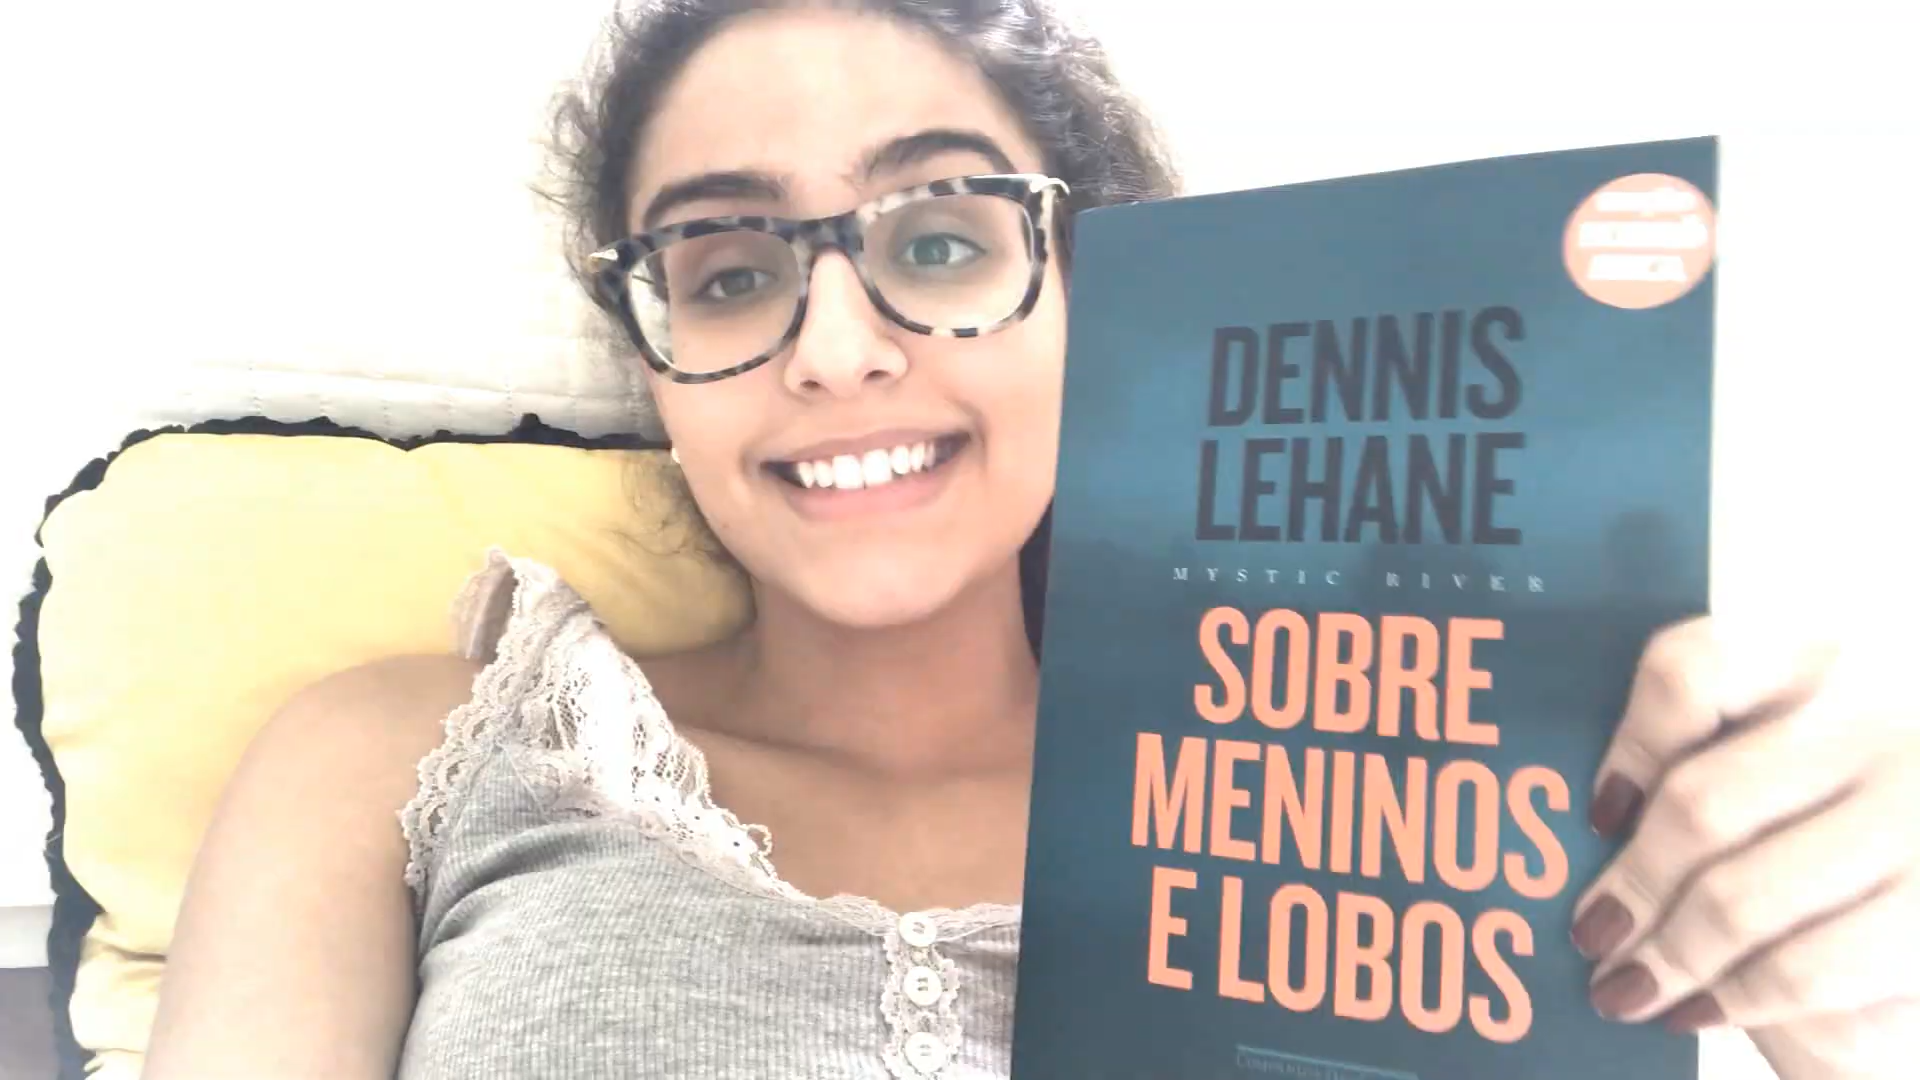 DENNIS
LEHANE
MYSTIC RIVER
SOBRE
MENINOS
E LOBOS